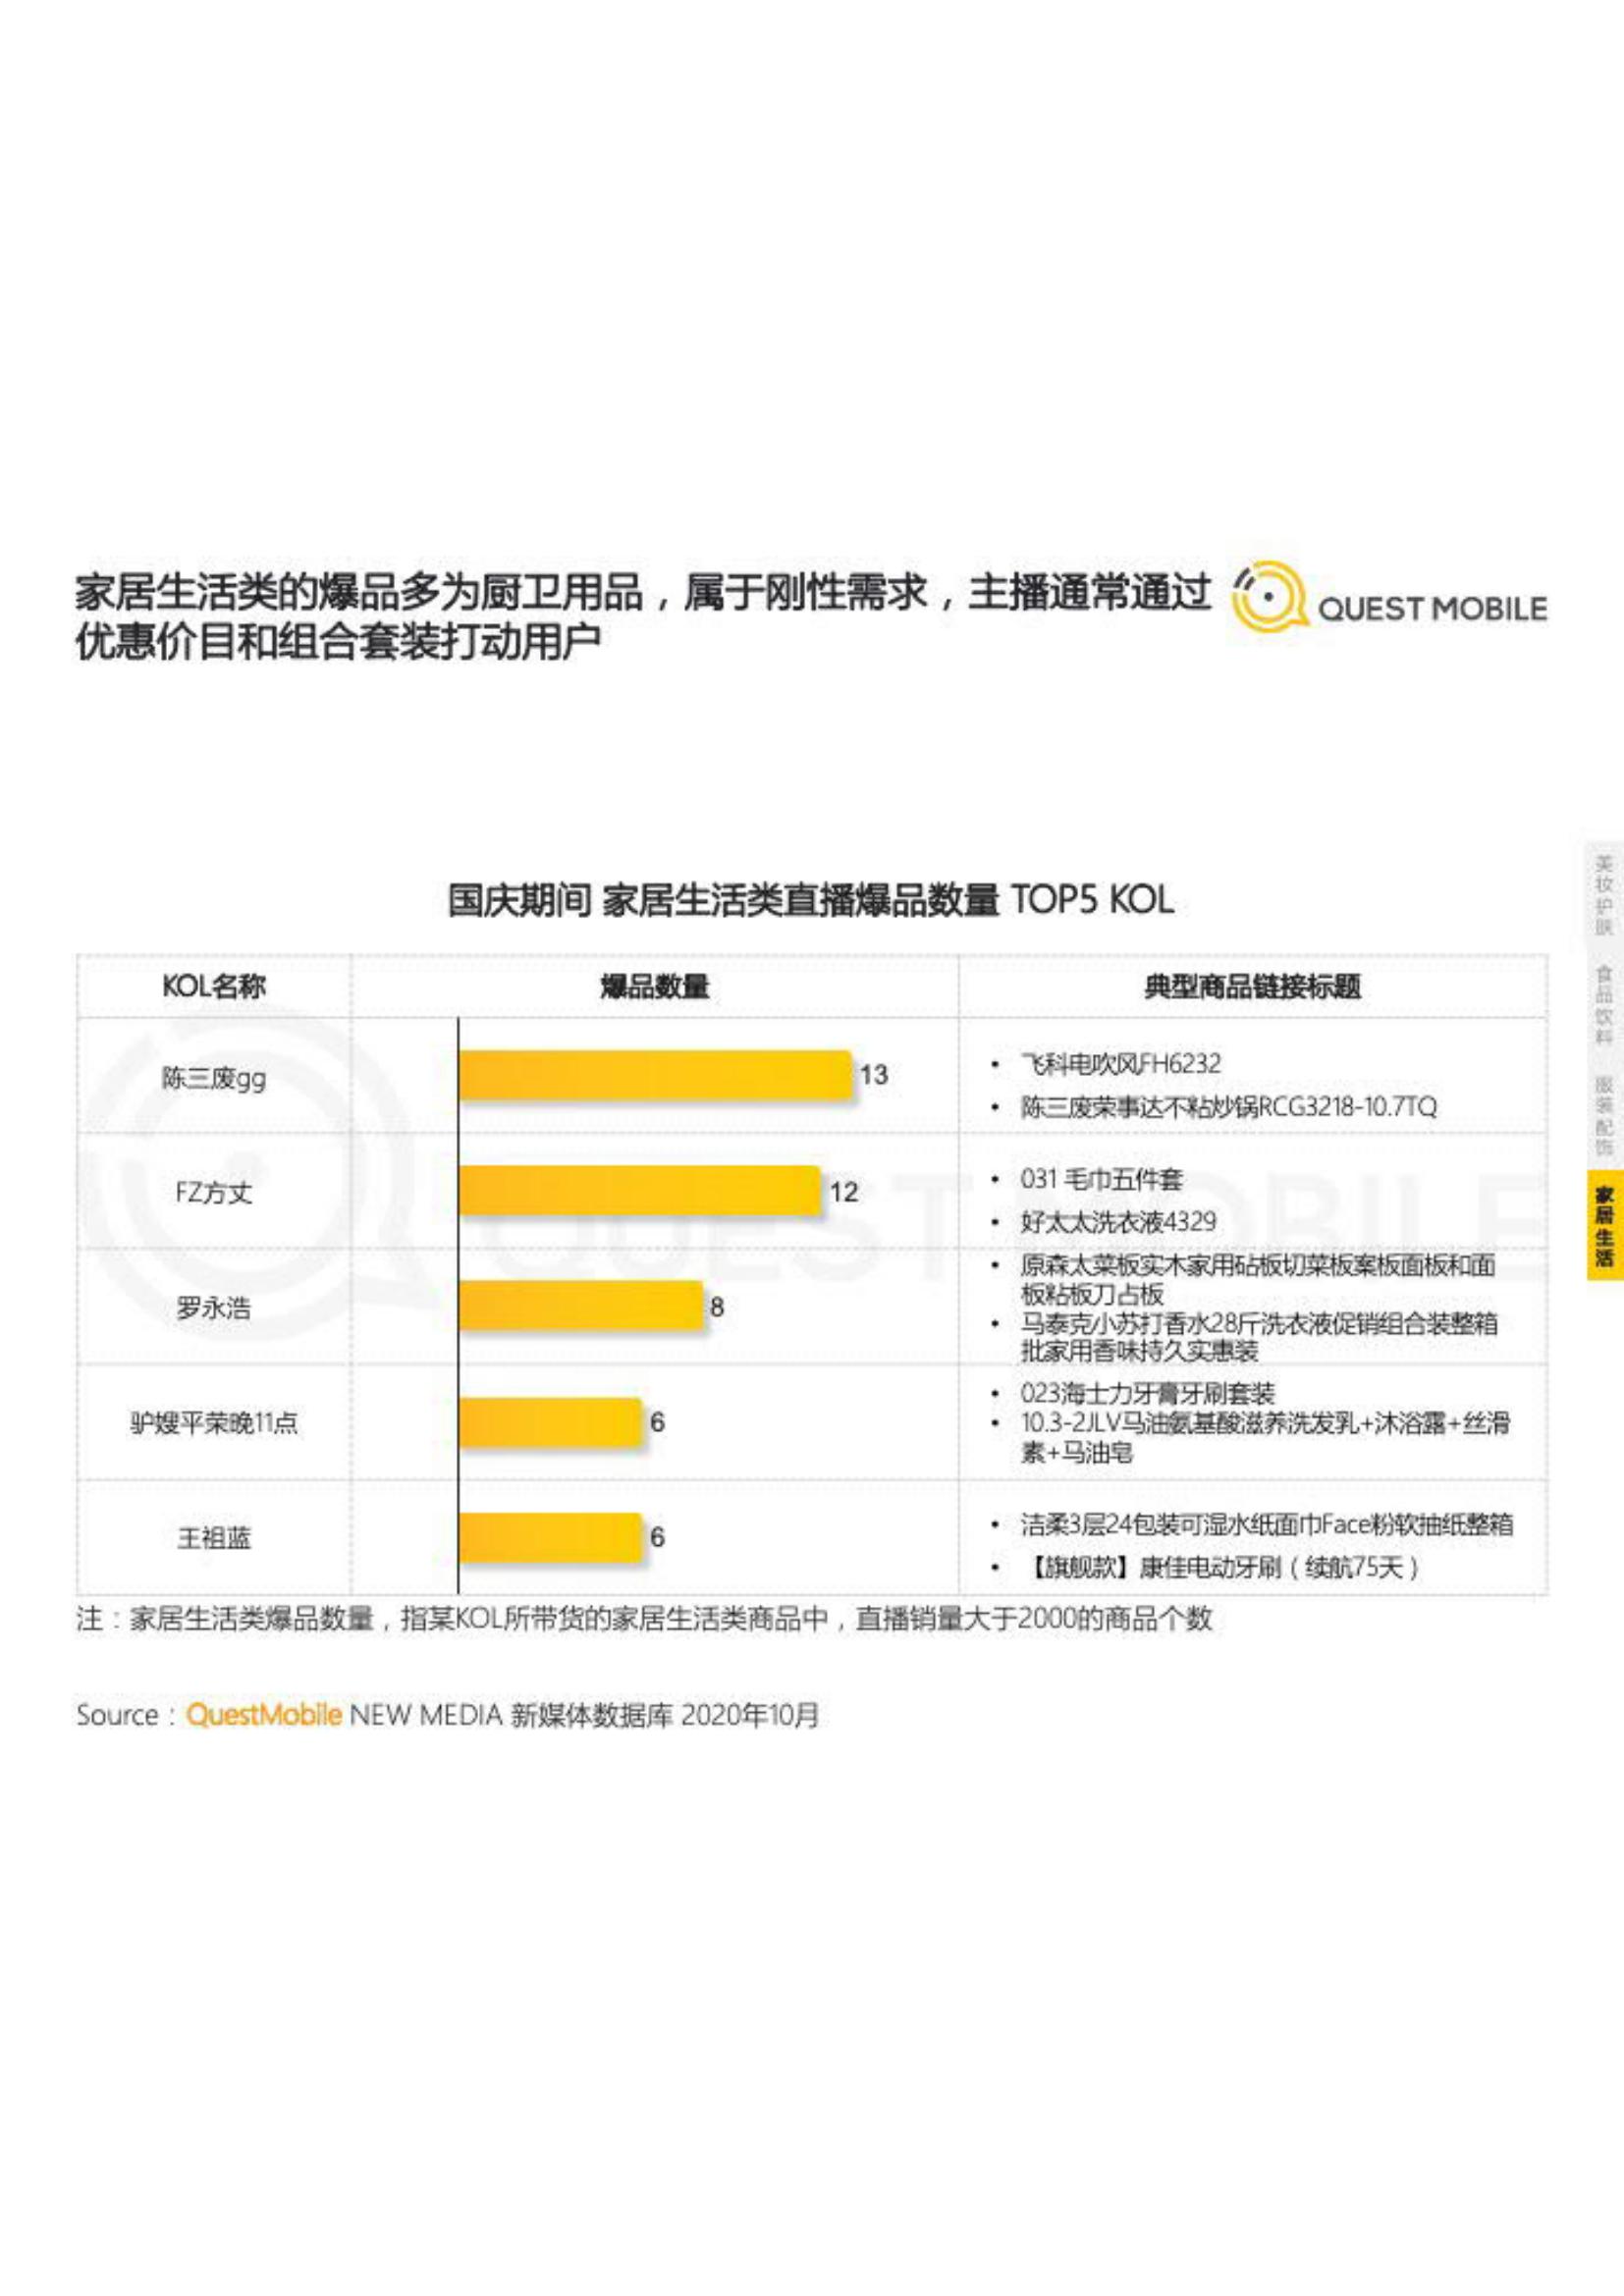 家居生活类的爆品多为厨卫用品，属于刚性需求，主播通常通过
优惠价目和组合套装打动用户
QUEST MOBILE
国庆期间 家居生活类直播爆品数量 TOP5 KOL
KOL名称 爆品数量 典型商品链接标题
陈三废gg 13
• 飞科电吹风FH6232
• 陈三废荣事达不粘炒锅RCG3218-10.7TQ
FZ方丈 12
• 031 毛巾五件套
• 好太太洗衣液4329
罗永浩 8
• 原森太菜板实木家用砧板切菜板案板面板和面
板粘板刀占板
• 马泰克小苏打香水28斤洗衣液促销组合装整箱
批家用香味持久实惠装
驴嫂平荣晚11点 6
• 023海士力牙膏牙刷套装
• 10.3-2JLV马油氨基酸滋养洗发乳+沐浴露+丝滑
素+马油皂
王祖蓝 6
• 洁柔3层24包装可湿水纸面巾Face粉软抽纸整箱
• 【旗舰款】康佳电动牙刷（续航75天）
注：家居生活类爆品数量，指某KOL所带货的家居生活类商品中，直播销量大于2000的商品个数
Source：QuestMobile NEW MEDIA 新媒体数据库 2020年10月
美妆护肤
食品饮料
服装配饰
家居生活